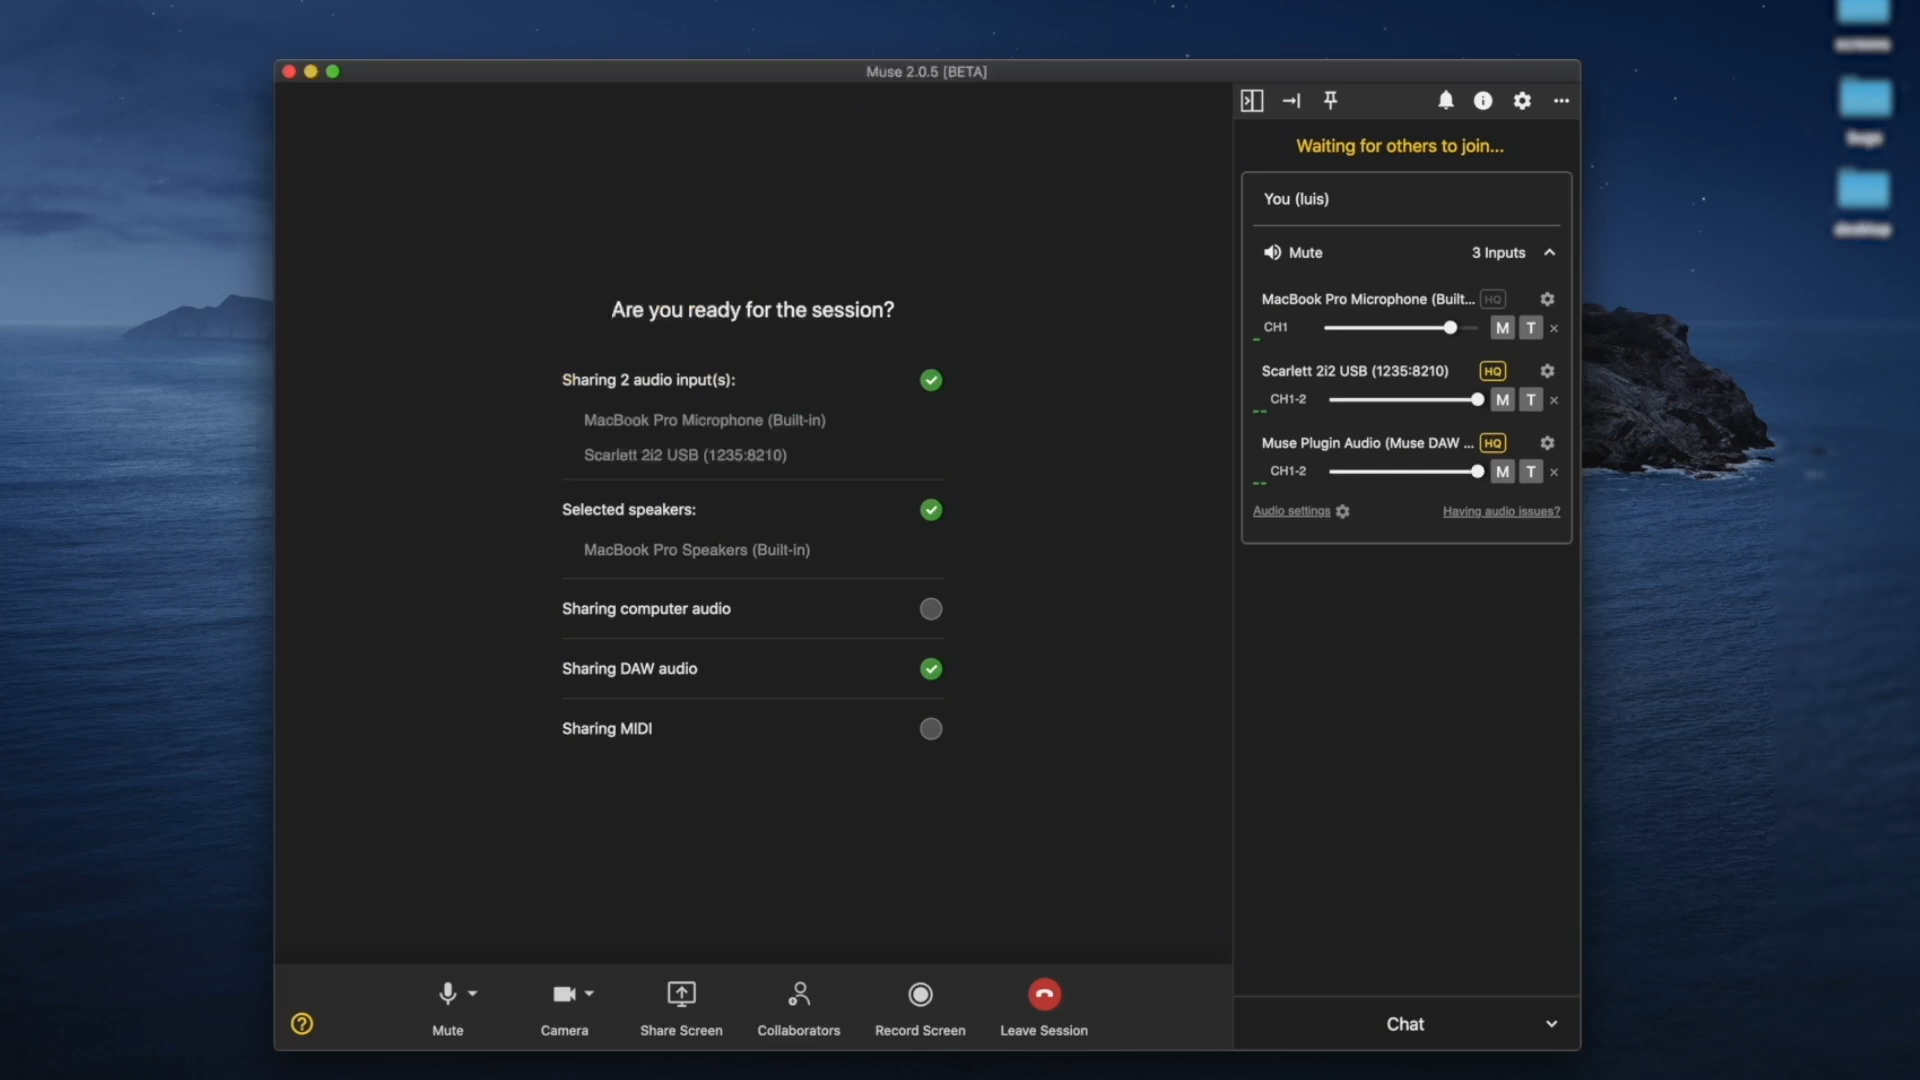 Muse 2.0.5 [BETA]
Waiting for others to join...
You (luis)
Mute
3 Inputs
MacBook Pro Microphone (Built... HQ
CH1
M T ×
Scarlett 2i2 USB (1235:8210) HQ
CH1-2
M T ×
Muse Plugin Audio (Muse DAW ... HQ
CH1-2
M T ×
Audio settings
Having audio issues?
Are you ready for the session?
Sharing 2 audio input(s):
MacBook Pro Microphone (Built-in)
Scarlett 2i2 USB (1235:8210)
Selected speakers:
MacBook Pro Speakers (Built-in)
Sharing computer audio
Sharing DAW audio
Sharing MIDI
?
Mute
Camera
Share Screen
Collaborators
Record Screen
Leave Session
Chat